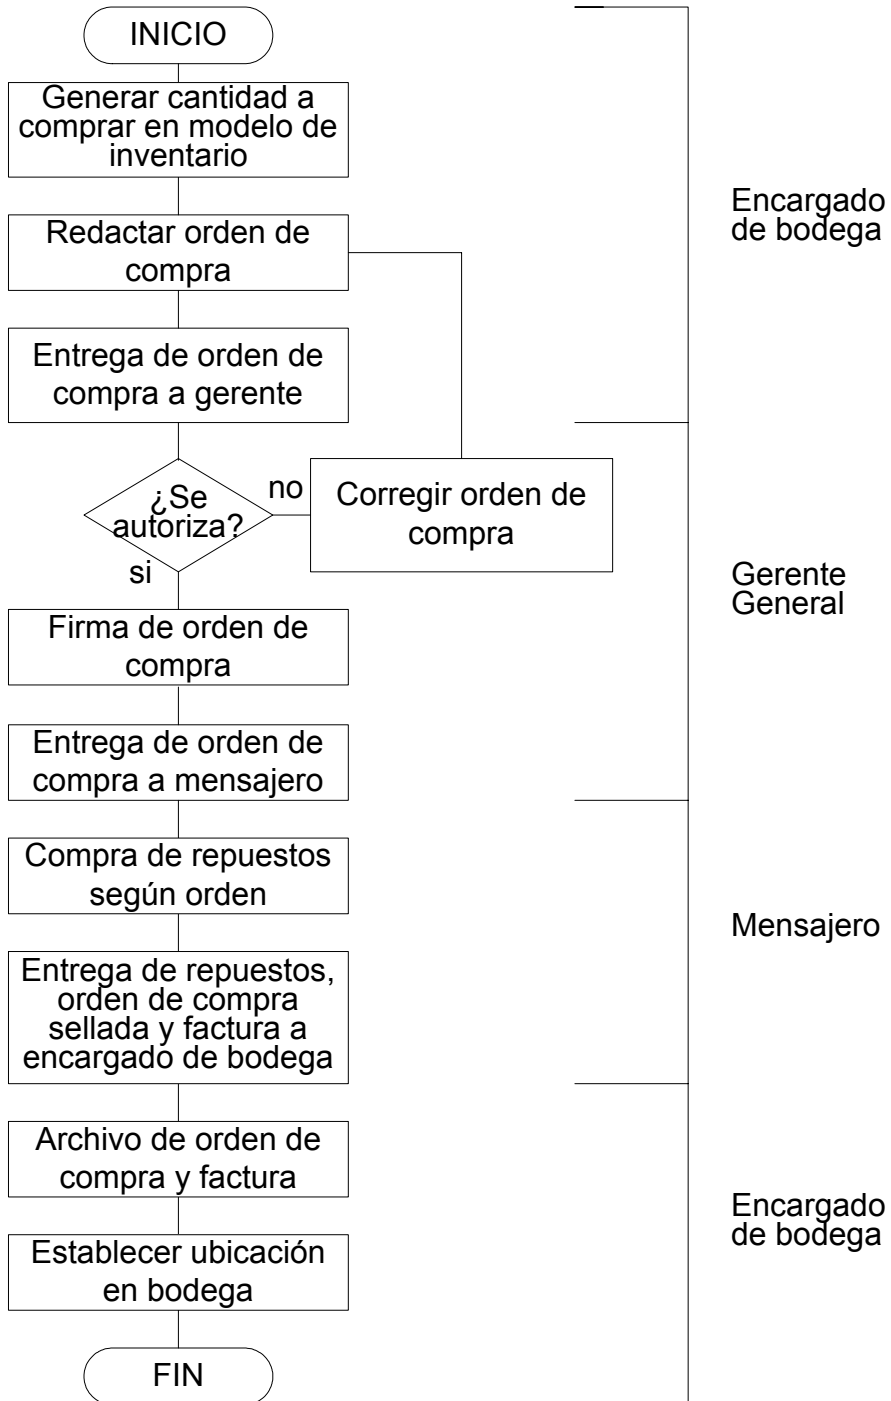 INICIO
Generar cantidad a
comprar en modelo de
inventario
Encargado
de bodega
Redactar orden de
compra
Entrega de orden de
compra a gerente
¿Se
autoriza?
no
Corregir orden de
compra
si
Gerente
General
Firma de orden de
compra
Entrega de orden de
compra a mensajero
Compra de repuestos
según orden
Mensajero
Entrega de repuestos,
orden de compra
sellada y factura a
encargado de bodega
Archivo de orden de
compra y factura
Encargado
de bodega
Establecer ubicación
en bodega
FIN